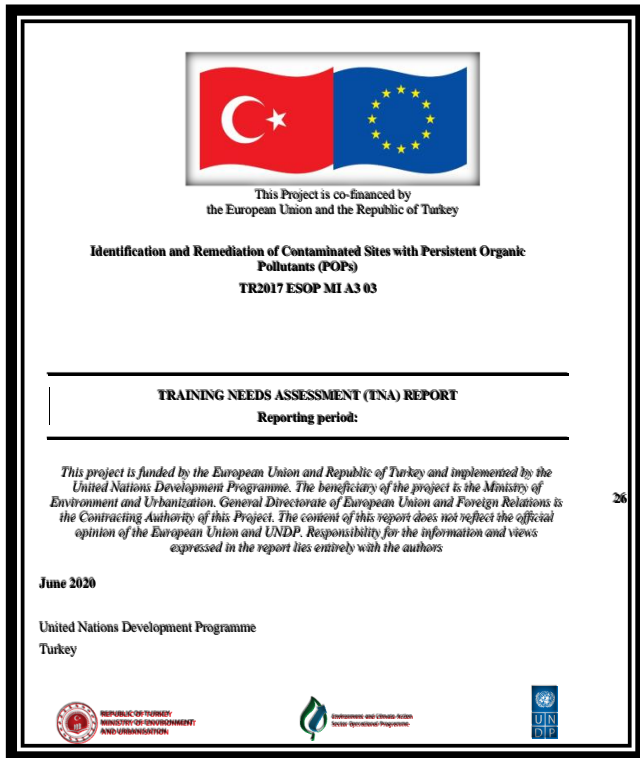 This Project is co-financed by
the European Union and the Republic of Turkey
Identification and Remediation of Contaminated Sites with Persistent Organic
Pollutants (POPs)
TR2017 ESOP MI A3 03
TRAINING NEEDS ASSESSMENT (TNA) REPORT
Reporting period:
This project is funded by the European Union and Republic of Turkey and implemented by the
United Nations Development Programme. The beneficiary of the project is the Ministry of
Environment and Urbanization. General Directorate of European Union and Foreign Relations is
the Contracting Authority of this Project. The content of this report does not reflect the official
opinion of the European Union and UNDP. Responsibility for the information and views
expressed in the report lies entirely with the authors
26
June 2020
United Nations Development Programme
Turkey
REPUBLIC OF TURKEY
MINISTRY OF ENVIRONMENT
AND URBANISATION
Environment and Climate Action
Sector Operational Programme
U N
D P